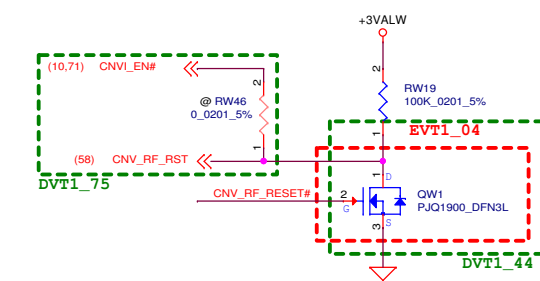 +3VALW
(10,71) CNVI_EN#
2
@ RW46
0_0201_5%
1
2
RW19
100K_0201_5%
1
EVT1_04
(58) CNV_RF_RST
DVT1_75
1
D
CNV_RF_RESET#
2
G
QW1
PJQ1900_DFN3L
S
3
DVT1_44